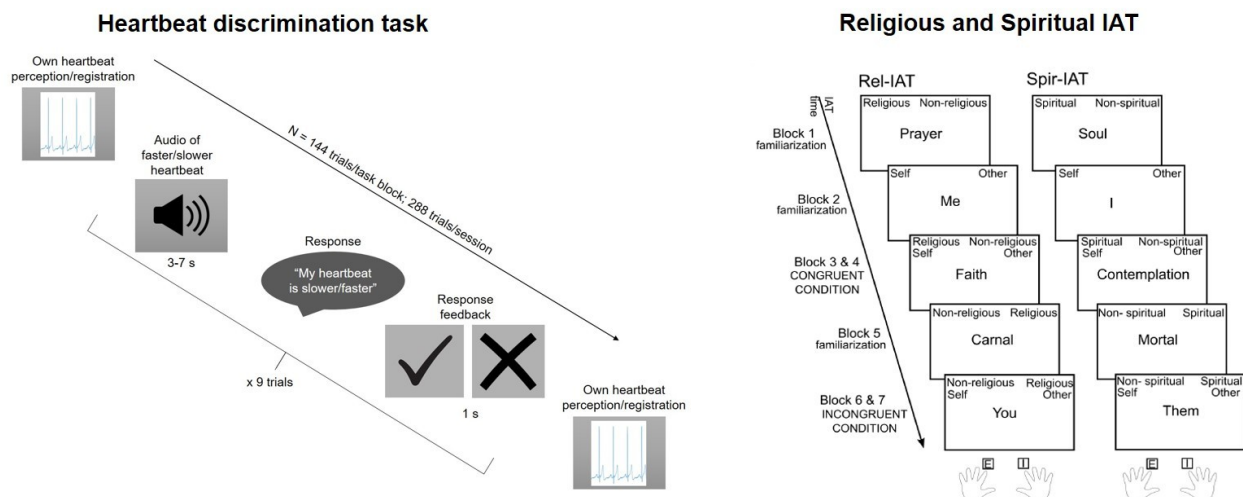 Heartbeat discrimination task
Own heartbeat
perception/registration
Audio of
faster/slower
heartbeat
3-7 s
N = 144 trials/task block; 288 trials/session
Response
“My heartbeat
is slower/faster”
Response
feedback
1 s
x 9 trials
Own heartbeat
perception/registration
Religious and Spiritual IAT
Rel-IAT
Spir-IAT
IAT
time
Block 1
familiarization
Religious Non-religious
Prayer
Spiritual Non-spiritual
Soul
Block 2
familiarization
Self Other
Me
Self Other
I
Block 3 & 4
CONGRUENT
CONDITION
Religious Non-religious
Self Other
Faith
Spiritual Non-spiritual
Self Other
Contemplation
Block 5
familiarization
Non-religious Religious
Carnal
Non- spiritual Spiritual
Mortal
Block 6 & 7
INCONGRUENT
CONDITION
Non-religious Religious
Self Other
You
Non- spiritual Spiritual
Self Other
Them
E I
E I